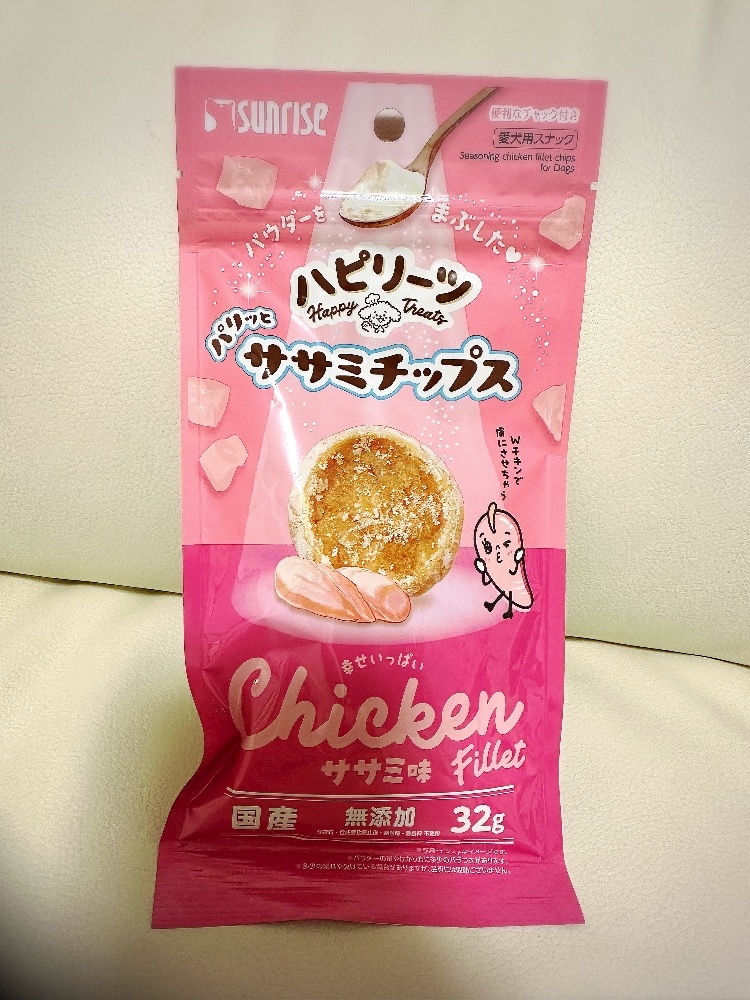 sunrise
便利なチャック付き
愛犬用スナック
Seasoning chicken fillet chips
for Dogs
パウダーをまぶした♥
ハピリーツ
Happy Treats
パリッと
ササミチップス
Wチキンで
虜にさせちゃう
幸せいっぱい
Chicken
ササミ味 Fillet
国産 無添加 32g